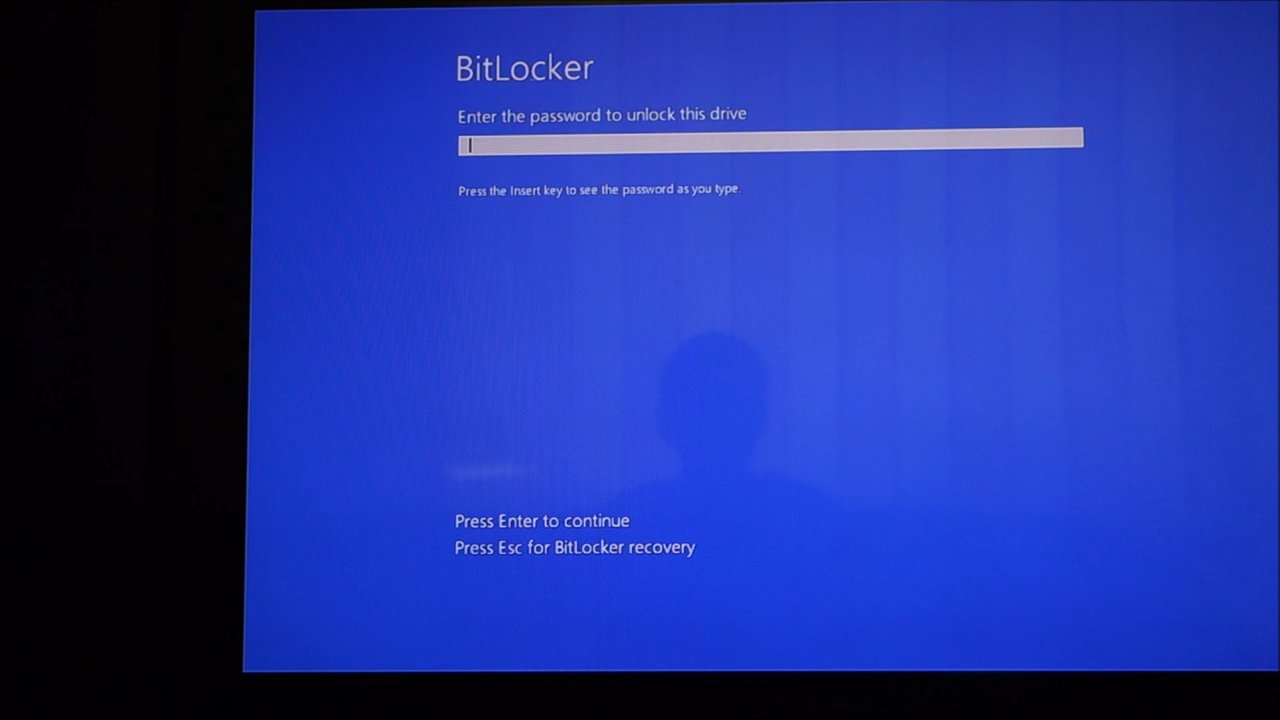 BitLocker
Enter the password to unlock this drive
Press the Insert key to see the password as you type.
Press Enter to continue
Press Esc for BitLocker recovery